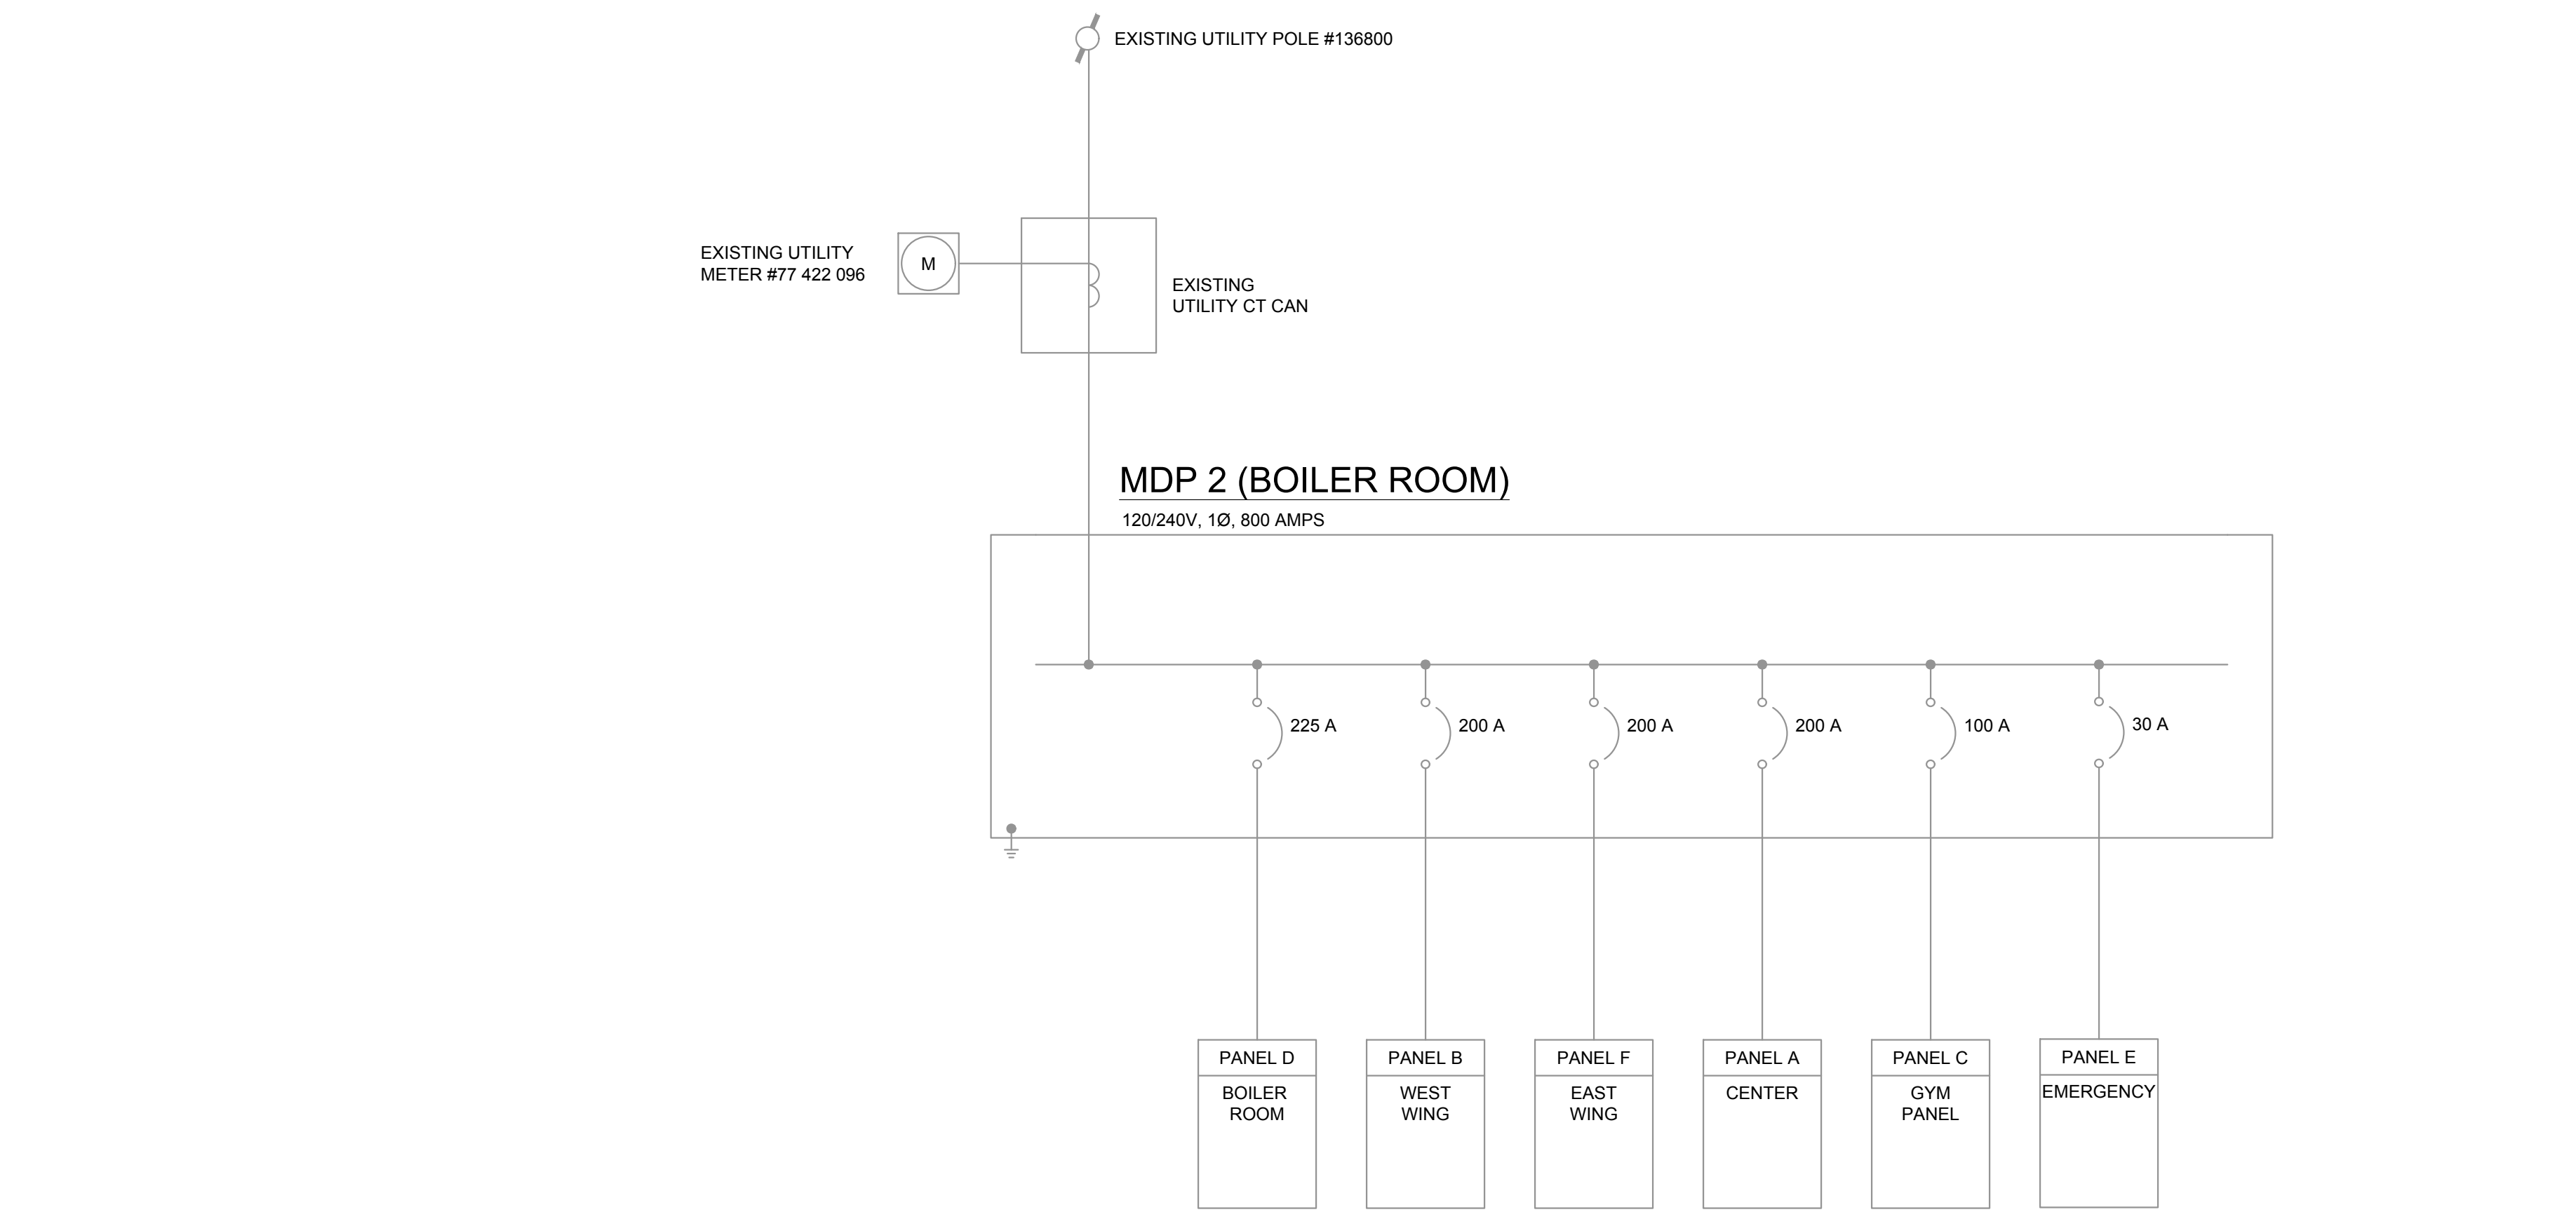 EXISTING UTILITY POLE #136800
EXISTING UTILITY
METER #77 422 096
M
EXISTING
UTILITY CT CAN
MDP 2 (BOILER ROOM)
120/240V, 1Ø, 800 AMPS
225 A
200 A
200 A
200 A
100 A
30 A
PANEL D
BOILER
ROOM
PANEL B
WEST
WING
PANEL F
EAST
WING
PANEL A
CENTER
PANEL C
GYM
PANEL
PANEL E
EMERGENCY